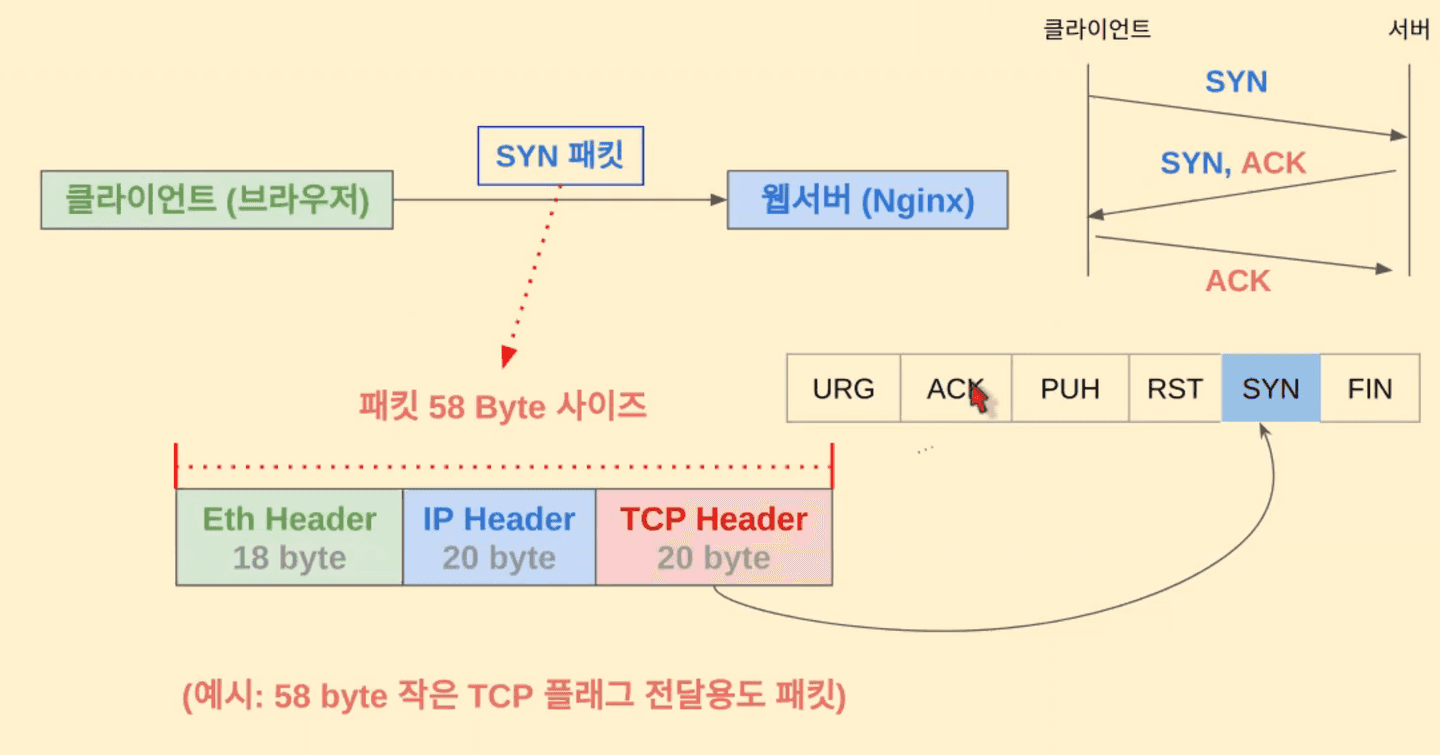 클라이언트
서버
SYN
SYN, ACK
ACK
SYN 패킷
클라이언트 (브라우저)
웹서버 (Nginx)
패킷 58 Byte 사이즈
URG
ACK
PUH
RST
SYN
FIN
Eth Header
18 byte
IP Header
20 byte
TCP Header
20 byte
(예시: 58 byte 작은 TCP 플래그 전달용도 패킷)